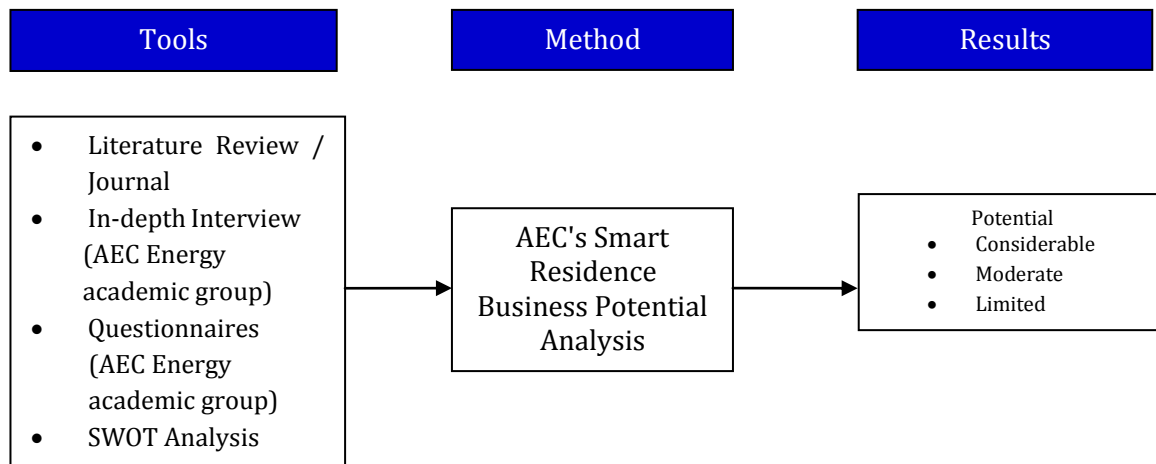 Tools
Method
Results
• Literature Review /
Journal
• In-depth Interview
(AEC Energy
academic group)
• Questionnaires
(AEC Energy
academic group)
• SWOT Analysis
AEC's Smart
Residence
Business Potential
Analysis
Potential
• Considerable
• Moderate
• Limited